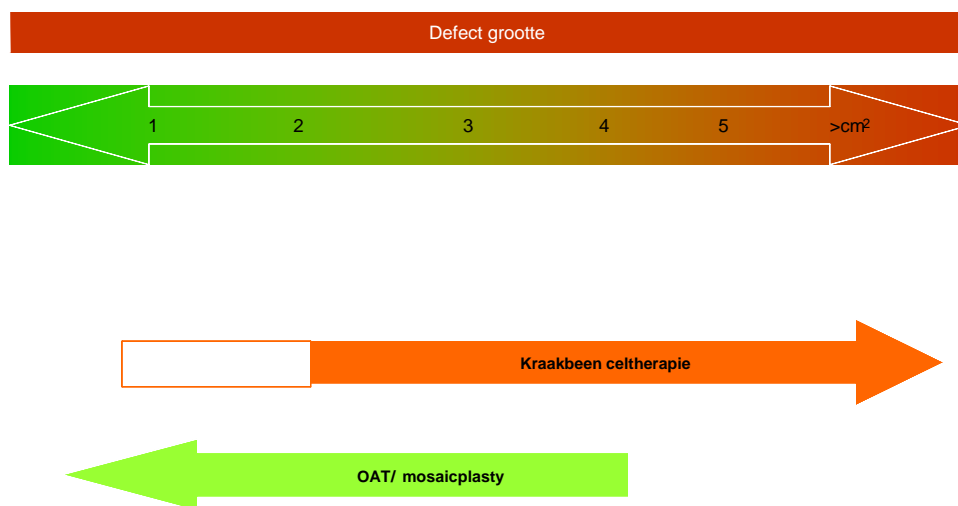 Defect grootte
1 2 3 4 5 >cm²
Kraakbeen celtherapie
OAT/ mosaicplasty